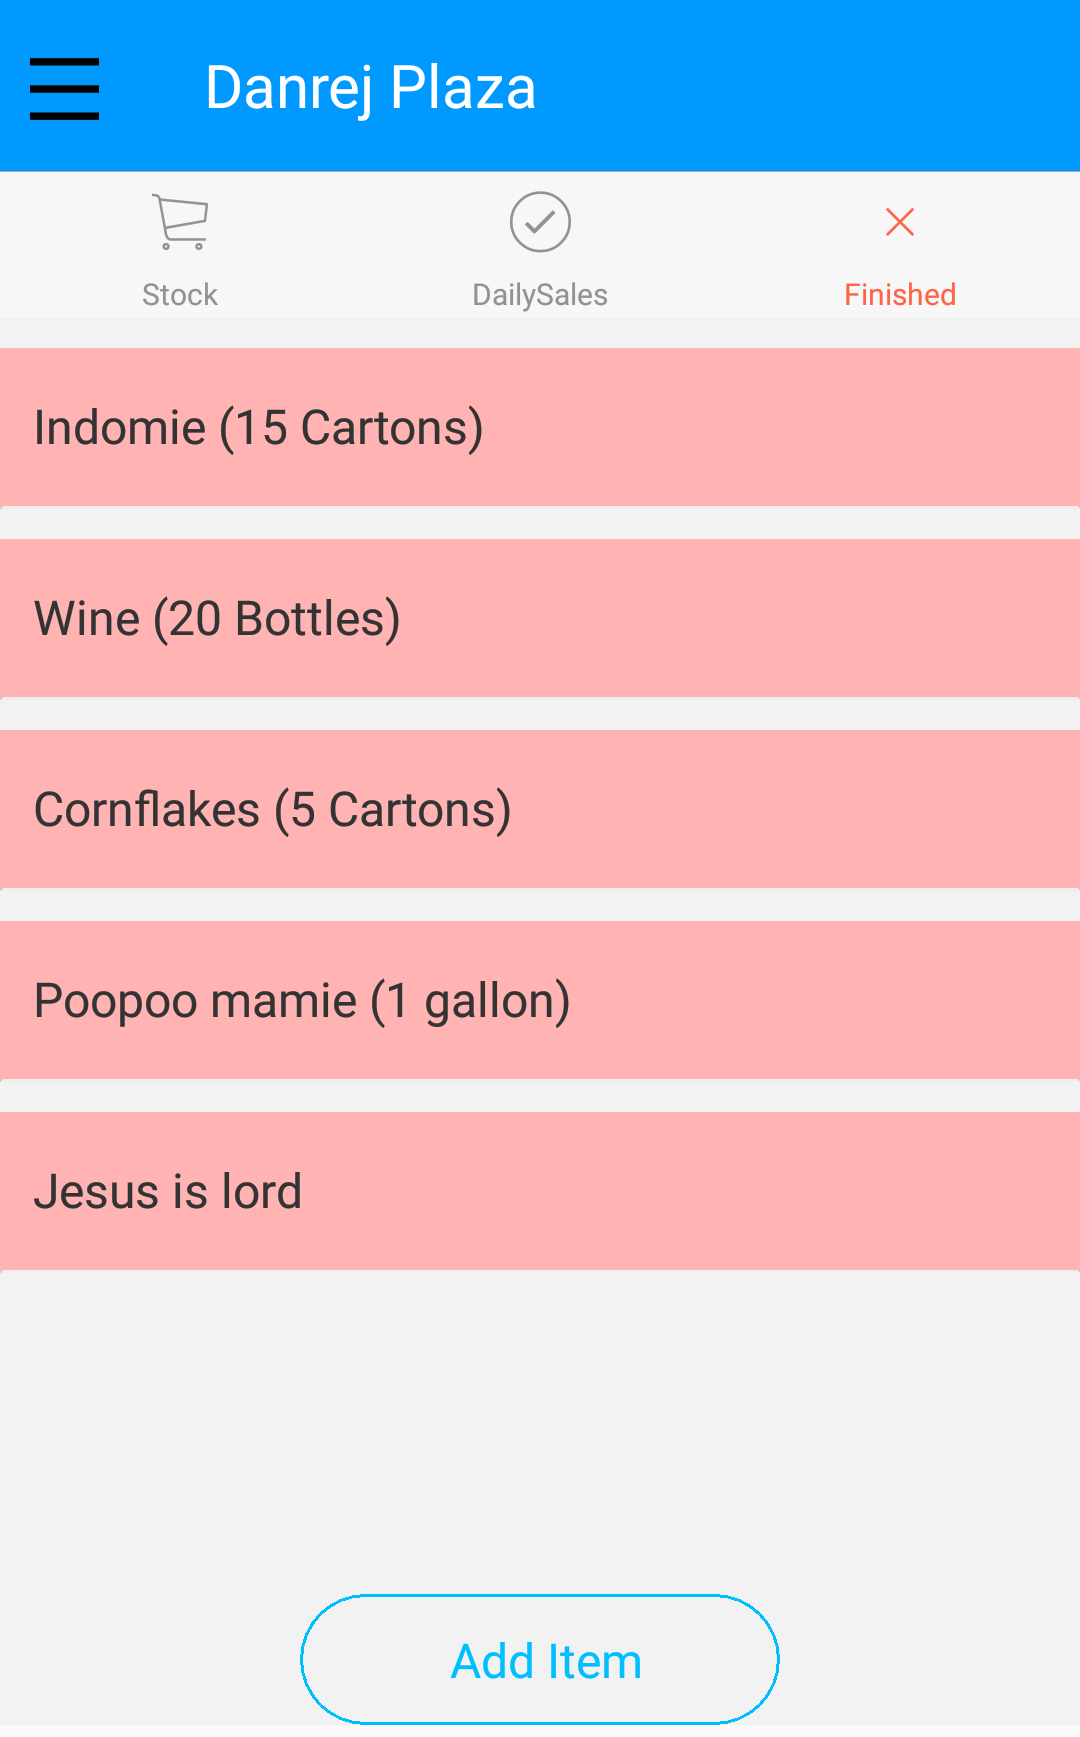 Danrej Plaza
Stock
DailySales
Finished
Indomie (15 Cartons)
Wine (20 Bottles)
Cornflakes (5 Cartons)
Poopoo mamie (1 gallon)
Jesus is lord
Add Item